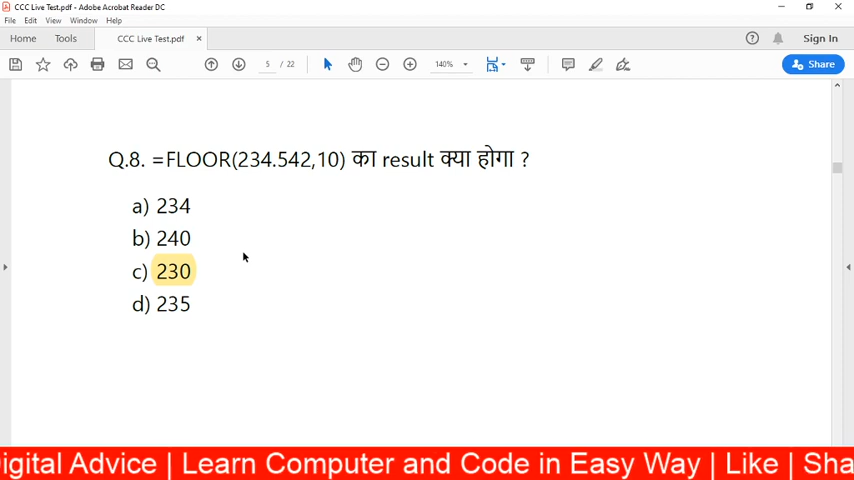 CCC Live Test.pdf - Adobe Acrobat Reader DC
File Edit View Window Help
Home Tools CCC Live Test.pdf × Sign In
5 / 22 140% Share
Q.8. =FLOOR(234.542,10) का result क्या होगा ?
a) 234
b) 240
c) 230
d) 235
igital Advice | Learn Computer and Code in Easy Way | Like | Sha